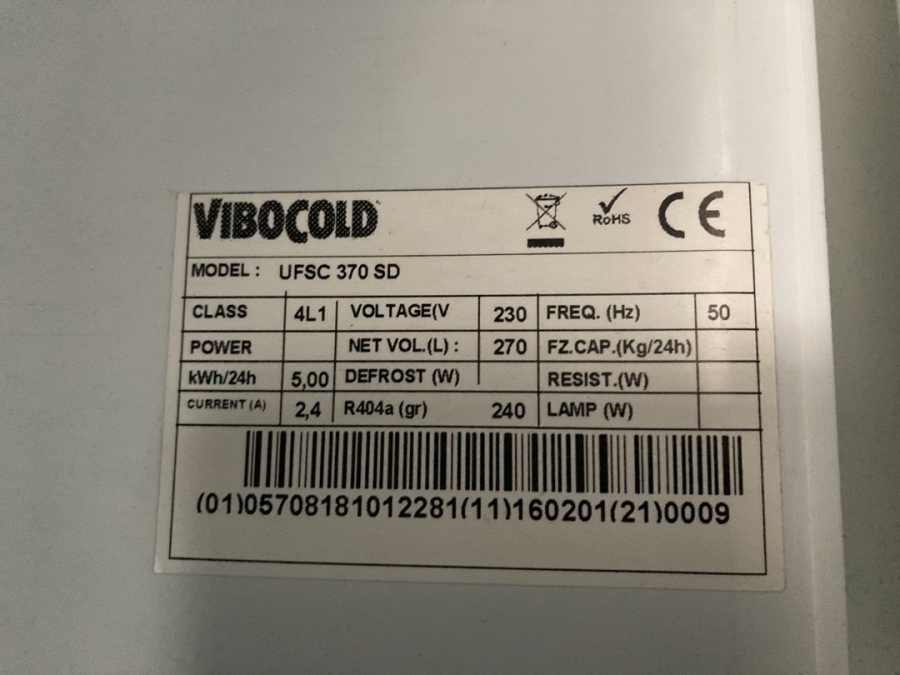 VIBOCOLD
RoHS CE
MODEL : UFSC 370 SD
CLASS 4L1 VOLTAGE(V 230 FREQ. (Hz) 50
POWER NET VOL.(L) : 270 FZ.CAP.(Kg/24h)
kWh/24h 5,00 DEFROST (W) RESIST.(W)
CURRENT (A) 2,4 R404a (gr) 240 LAMP (W)
(01)05708181012281(11)160201(21)0009